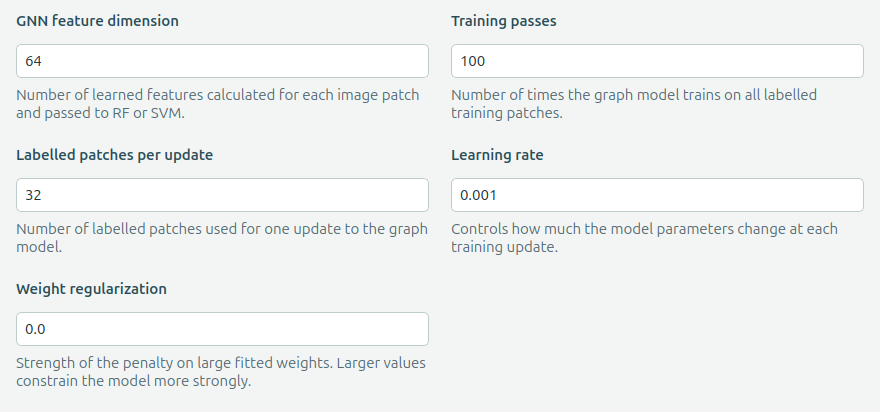 GNN feature dimension
64
Number of learned features calculated for each image patch
and passed to RF or SVM.
Training passes
100
Number of times the graph model trains on all labelled
training patches.
Labelled patches per update
32
Number of labelled patches used for one update to the graph
model.
Learning rate
0.001
Controls how much the model parameters change at each
training update.
Weight regularization
0.0
Strength of the penalty on large fitted weights. Larger values
constrain the model more strongly.